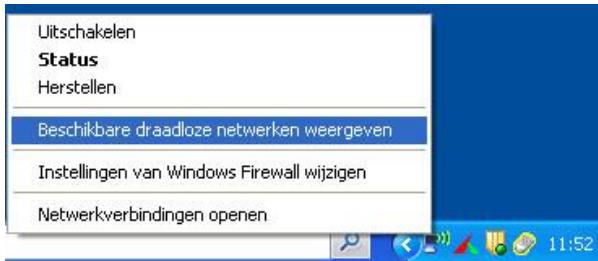 Uitschakelen
Status
Herstellen
Beschikbare draadloze netwerken weergeven
Instellingen van Windows Firewall wijzigen
Netwerkverbindingen openen
11:52